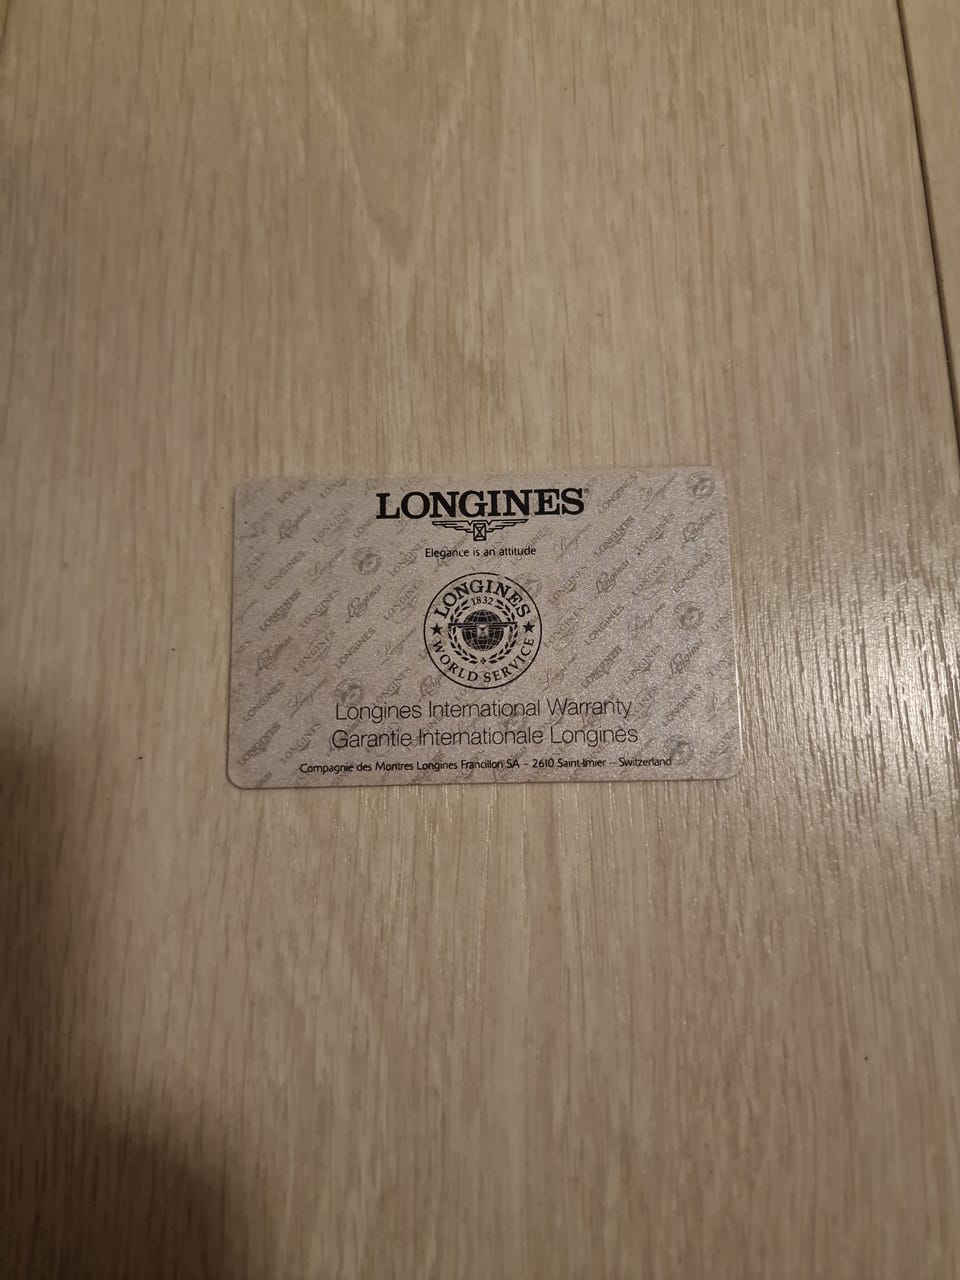 LONGINES®
Elegance is an attitude
LONGINES
1832
WORLD SERVICE
Longines International Warranty
Garantie Internationale Longines
Compagnie des Montres Longines Francillon SA – 2610 Saint-Imier – Switzerland